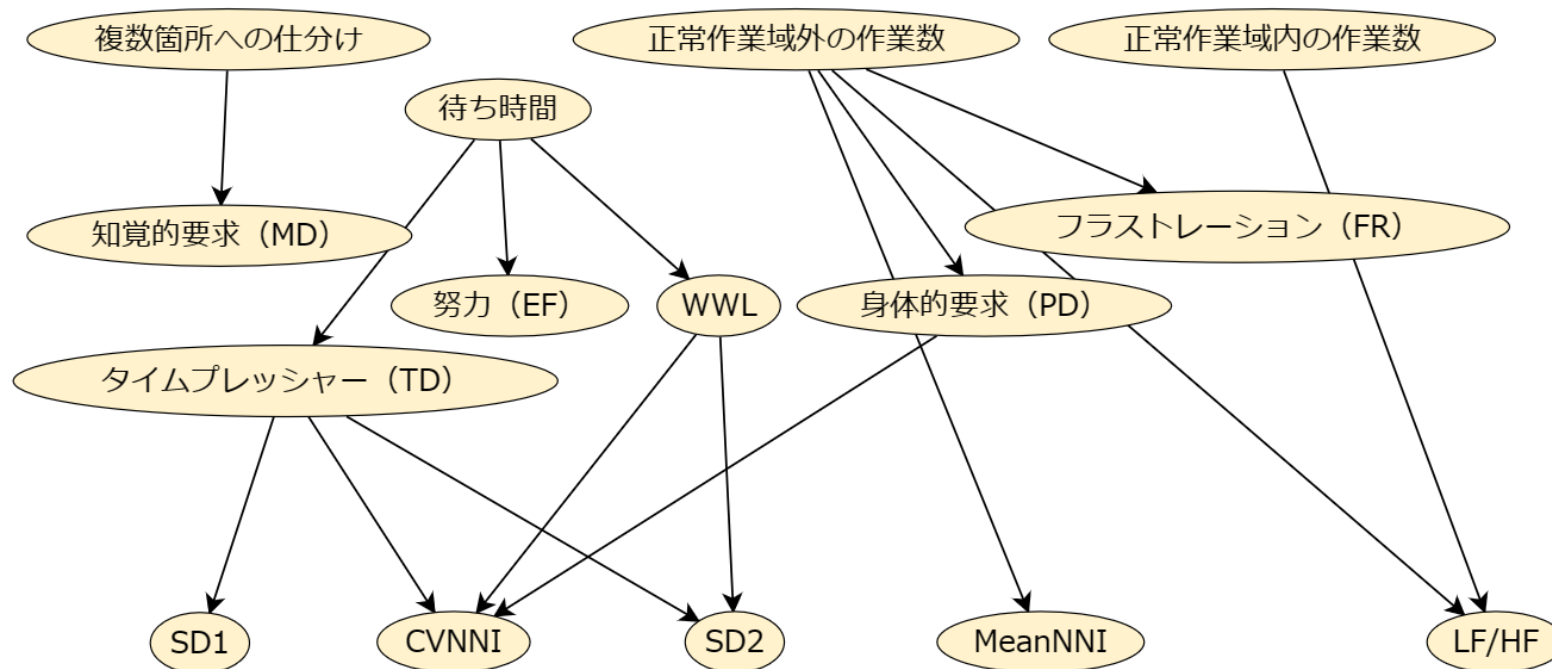 複数箇所への仕分け
正常作業域外の作業数
正常作業域内の作業数
待ち時間
知覚的要求（MD）
フラストレーション（FR）
努力（EF）
WWL
身体的要求（PD）
タイムプレッシャー（TD）
SD1
CVNNI
SD2
MeanNNI
LF/HF